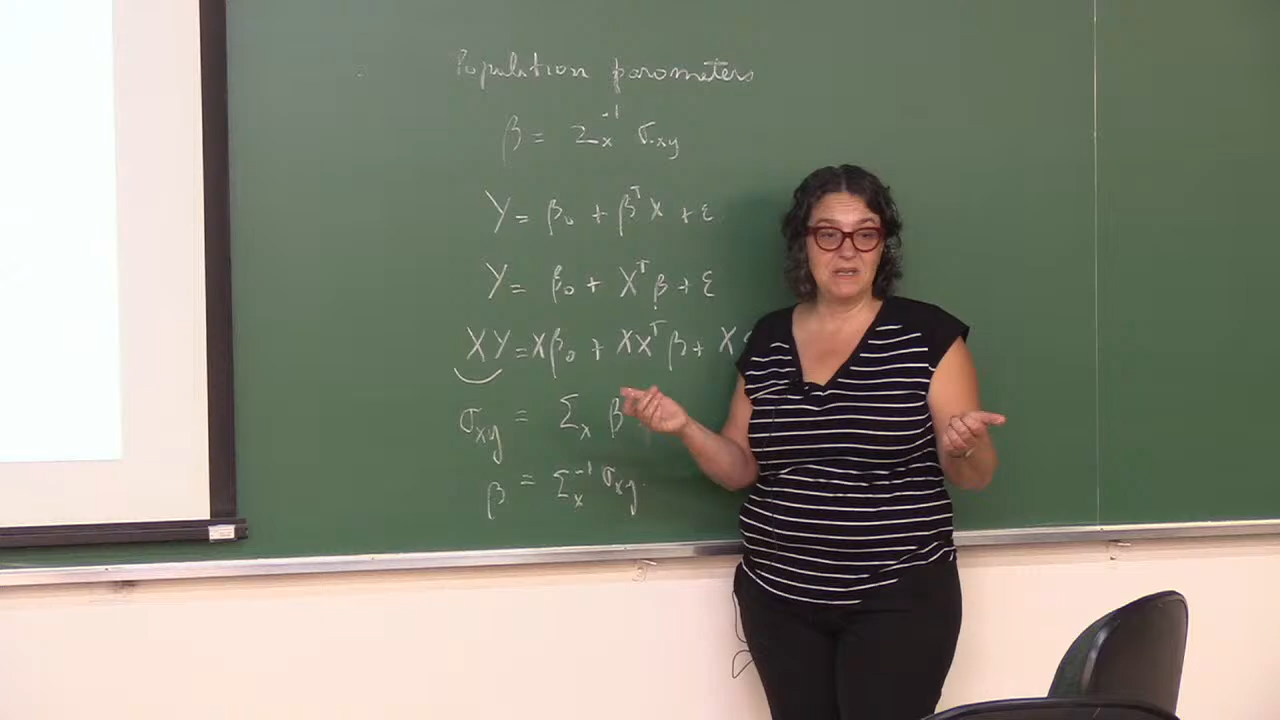 Population parameters
β = Σx⁻¹ σxy
Y = β₀ + βᵀX + ε
Y = β₀ + Xᵀβ + ε
XY = Xβ₀ + XXᵀβ + X
σxy = Σx β
β = Σx⁻¹ σxy.